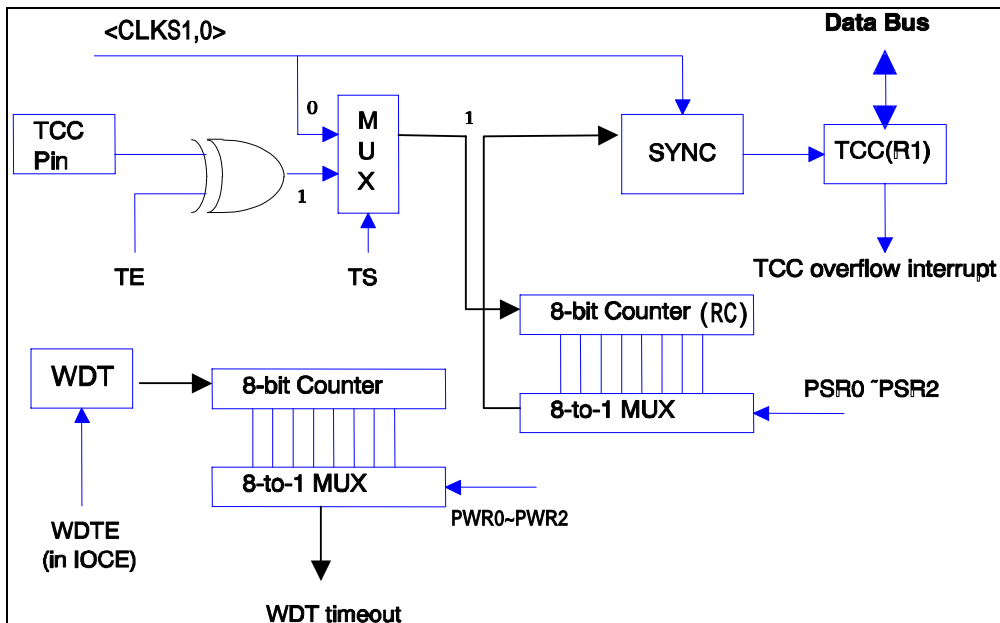 <CLKS1,0>
Data Bus
0
M
U
X
1
TCC
Pin
SYNC
TCC(R1)
1
TE
TS
TCC overflow interrupt
8-bit Counter (RC)
WDT
8-bit Counter
PSR0 ~PSR2
8-to-1 MUX
8-to-1 MUX
PWR0~PWR2
WDTE
(in IOCE)
WDT timeout